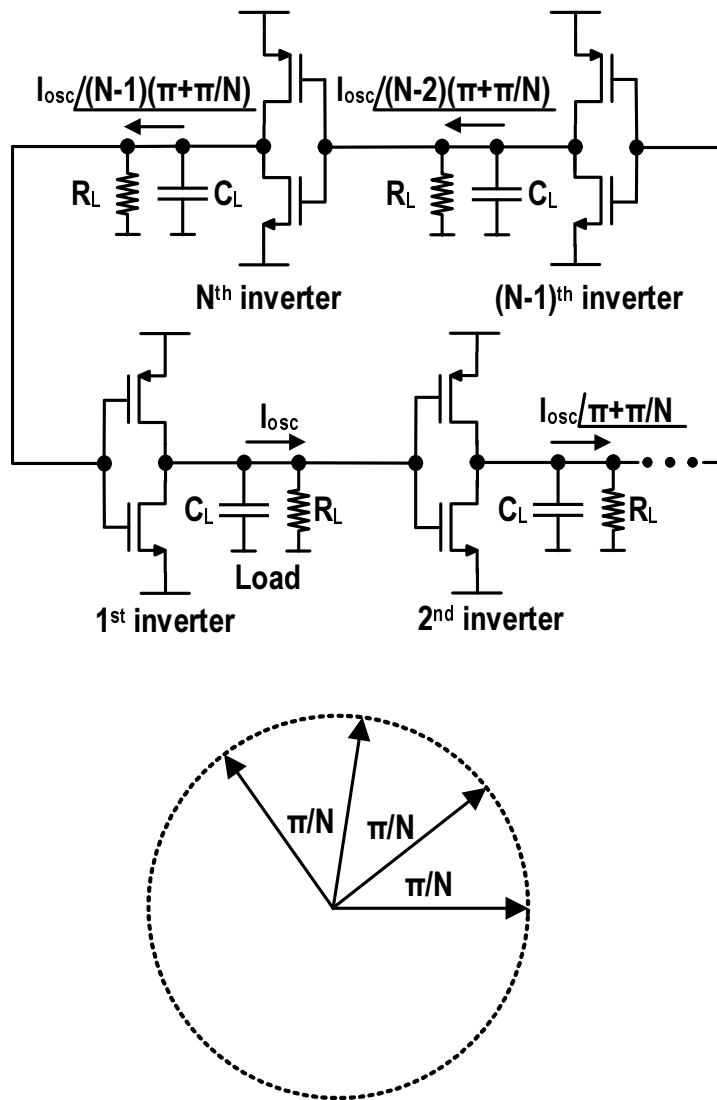 Iosc/(N-1)(π+π/N) Iosc/(N-2)(π+π/N)
RL CL RL CL
Nth inverter (N-1)th inverter
Iosc Iosc/π+π/N
CL RL CL RL
Load
1st inverter 2nd inverter
π/N π/N
π/N